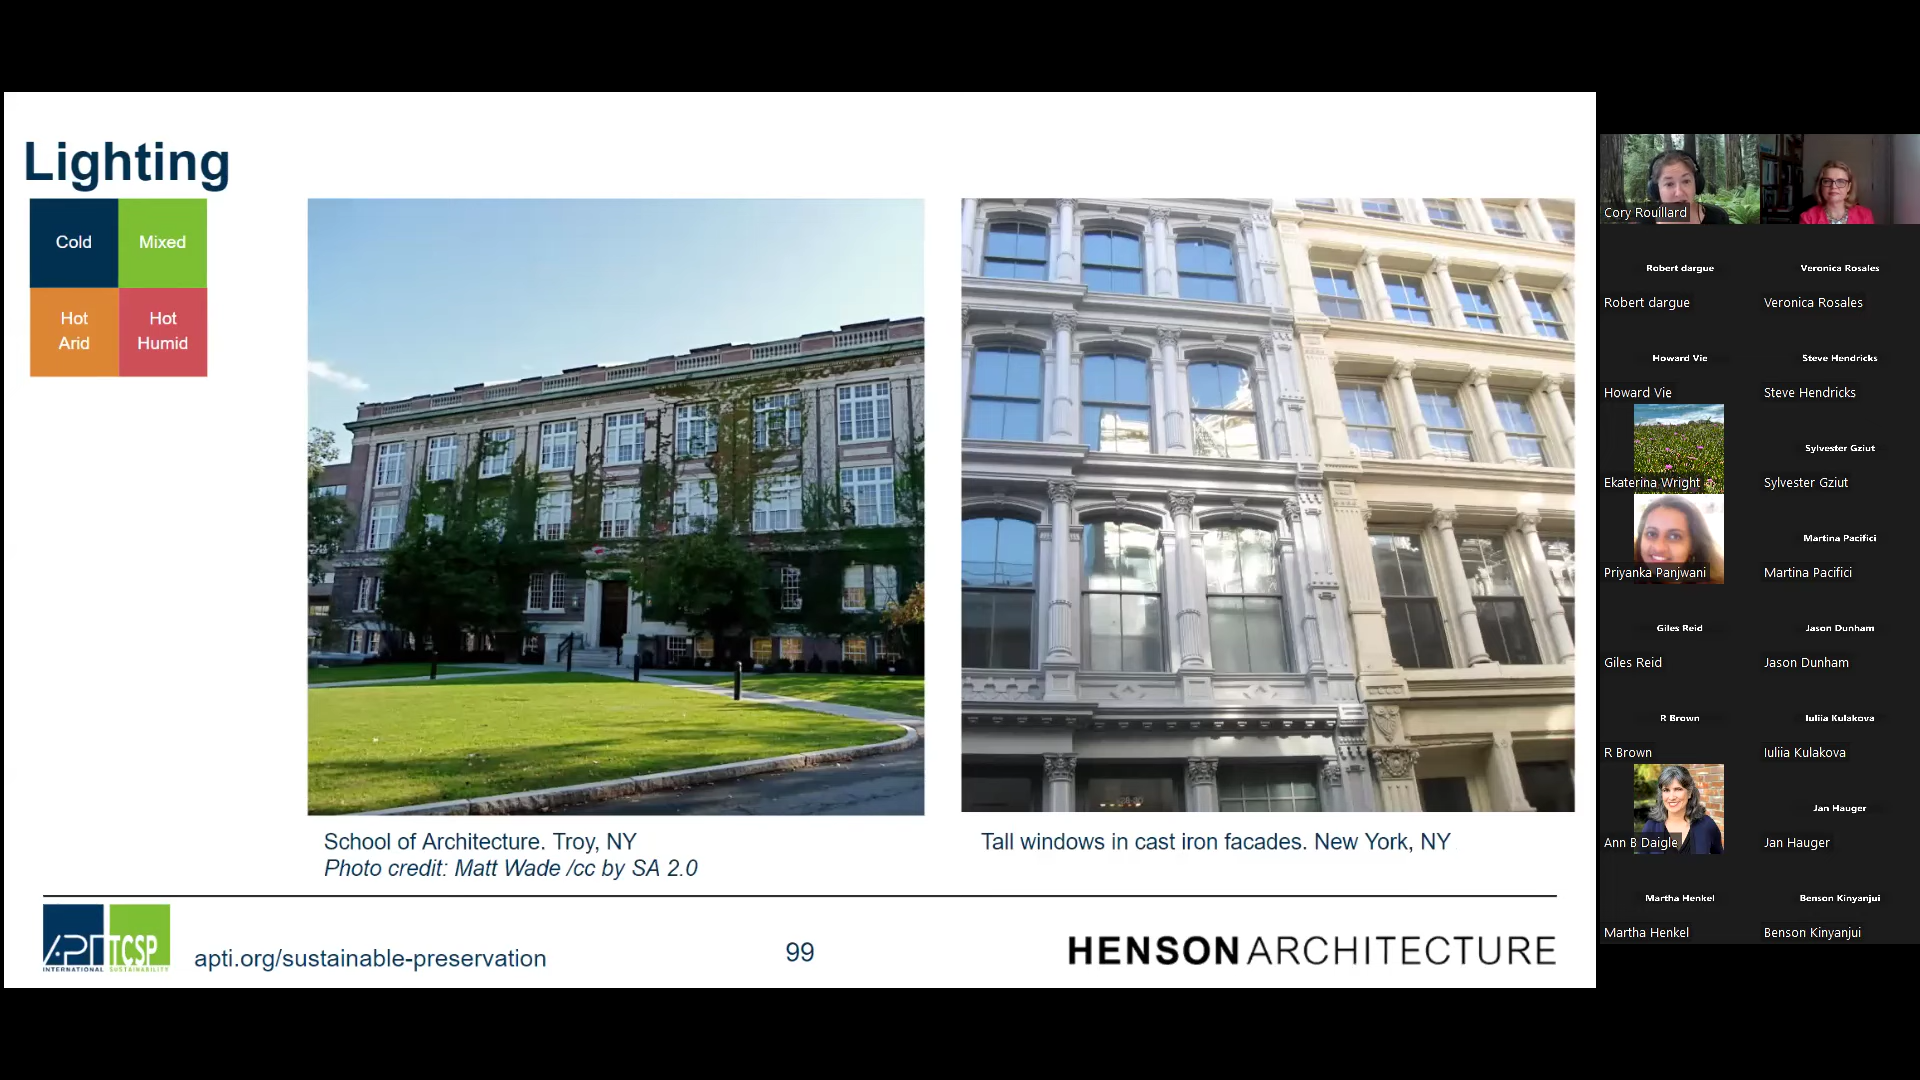 Lighting
Cold
Mixed
Hot
Arid
Hot
Humid
School of Architecture. Troy, NY
Photo credit: Matt Wade /cc by SA 2.0
Tall windows in cast iron facades. New York, NY
APT
INTERNATIONAL
TCSP
SUSTAINABILITY
apti.org/sustainable-preservation
99
HENSON ARCHITECTURE
Cory Rouillard
Robert dargue
Veronica Rosales
Robert dargue
Veronica Rosales
Howard Vie
Steve Hendricks
Howard Vie
Steve Hendricks
Sylvester Gziut
Ekaterina Wright
Sylvester Gziut
Martina Pacifici
Priyanka Panjwani
Martina Pacifici
Giles Reid
Jason Dunham
Giles Reid
Jason Dunham
R Brown
Iuliia Kulakova
R Brown
Iuliia Kulakova
Jan Hauger
Ann B Daigle
Jan Hauger
Martha Henkel
Benson Kinyanjui
Martha Henkel
Benson Kinyanjui